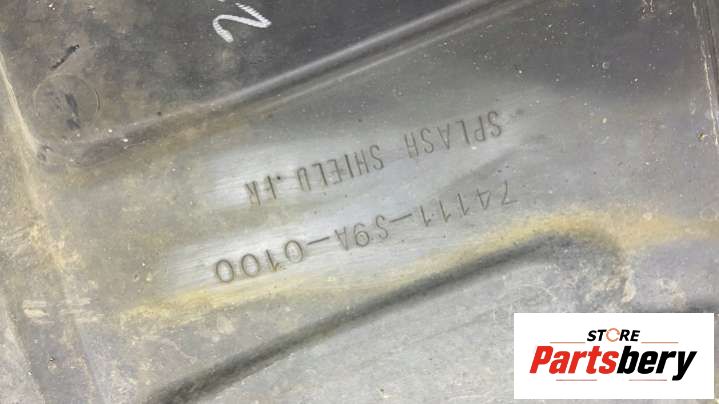 SPLASH SHIELD.FR
74111-S9A-0100
STORE
Partsbery